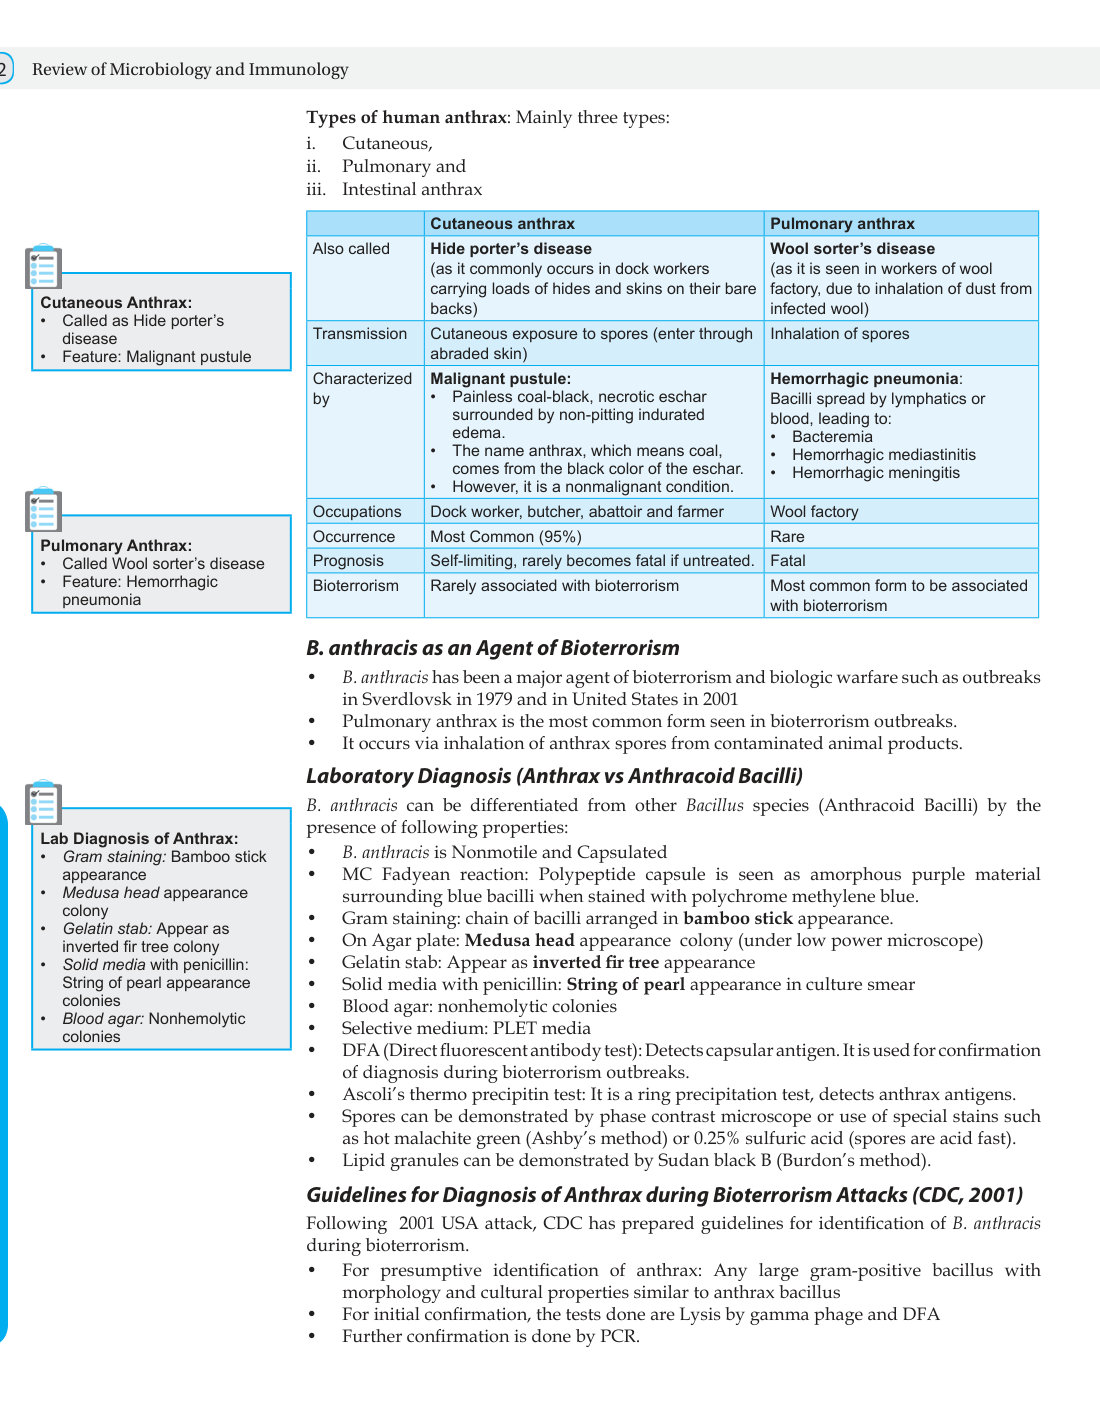 2
Review of Microbiology and Immunology
Types of human anthrax: Mainly three types:
i. Cutaneous,
ii. Pulmonary and
iii. Intestinal anthrax
Cutaneous anthrax Pulmonary anthrax
Also called Hide porter's disease Wool sorter's disease
(as it commonly occurs in dock workers (as it is seen in workers of wool
carrying loads of hides and skins on their bare factory, due to inhalation of dust from
backs) infected wool)
Transmission Cutaneous exposure to spores (enter through Inhalation of spores
abraded skin)
Characterized Malignant pustule: Hemorrhagic pneumonia:
by • Painless coal-black, necrotic eschar Bacilli spread by lymphatics or
surrounded by non-pitting indurated blood, leading to:
edema. • Bacteremia
• The name anthrax, which means coal, • Hemorrhagic mediastinitis
comes from the black color of the eschar. • Hemorrhagic meningitis
• However, it is a nonmalignant condition.
Occupations Dock worker, butcher, abattoir and farmer Wool factory
Occurrence Most Common (95%) Rare
Prognosis Self-limiting, rarely becomes fatal if untreated. Fatal
Bioterrorism Rarely associated with bioterrorism Most common form to be associated
with bioterrorism
Cutaneous Anthrax:
• Called as Hide porter's
disease
• Feature: Malignant pustule
Pulmonary Anthrax:
• Called Wool sorter's disease
• Feature: Hemorrhagic
pneumonia
B. anthracis as an Agent of Bioterrorism
• B. anthracis has been a major agent of bioterrorism and biologic warfare such as outbreaks
in Sverdlovsk in 1979 and in United States in 2001
• Pulmonary anthrax is the most common form seen in bioterrorism outbreaks.
• It occurs via inhalation of anthrax spores from contaminated animal products.
Laboratory Diagnosis (Anthrax vs Anthracoid Bacilli)
B. anthracis can be differentiated from other Bacillus species (Anthracoid Bacilli) by the
presence of following properties:
• B. anthracis is Nonmotile and Capsulated
• MC Fadyean reaction: Polypeptide capsule is seen as amorphous purple material
surrounding blue bacilli when stained with polychrome methylene blue.
• Gram staining: chain of bacilli arranged in bamboo stick appearance.
• On Agar plate: Medusa head appearance colony (under low power microscope)
• Gelatin stab: Appear as inverted fir tree appearance
• Solid media with penicillin: String of pearl appearance in culture smear
• Blood agar: nonhemolytic colonies
• Selective medium: PLET media
• DFA (Direct fluorescent antibody test): Detects capsular antigen. It is used for confirmation
of diagnosis during bioterrorism outbreaks.
• Ascoli's thermo precipitin test: It is a ring precipitation test, detects anthrax antigens.
• Spores can be demonstrated by phase contrast microscope or use of special stains such
as hot malachite green (Ashby's method) or 0.25% sulfuric acid (spores are acid fast).
• Lipid granules can be demonstrated by Sudan black B (Burdon's method).
Lab Diagnosis of Anthrax:
• Gram staining: Bamboo stick
appearance
• Medusa head appearance
colony
• Gelatin stab: Appear as
inverted fir tree colony
• Solid media with penicillin:
String of pearl appearance
colonies
• Blood agar: Nonhemolytic
colonies
Guidelines for Diagnosis of Anthrax during Bioterrorism Attacks (CDC, 2001)
Following 2001 USA attack, CDC has prepared guidelines for identification of B. anthracis
during bioterrorism.
• For presumptive identification of anthrax: Any large gram-positive bacillus with
morphology and cultural properties similar to anthrax bacillus
• For initial confirmation, the tests done are Lysis by gamma phage and DFA
• Further confirmation is done by PCR.